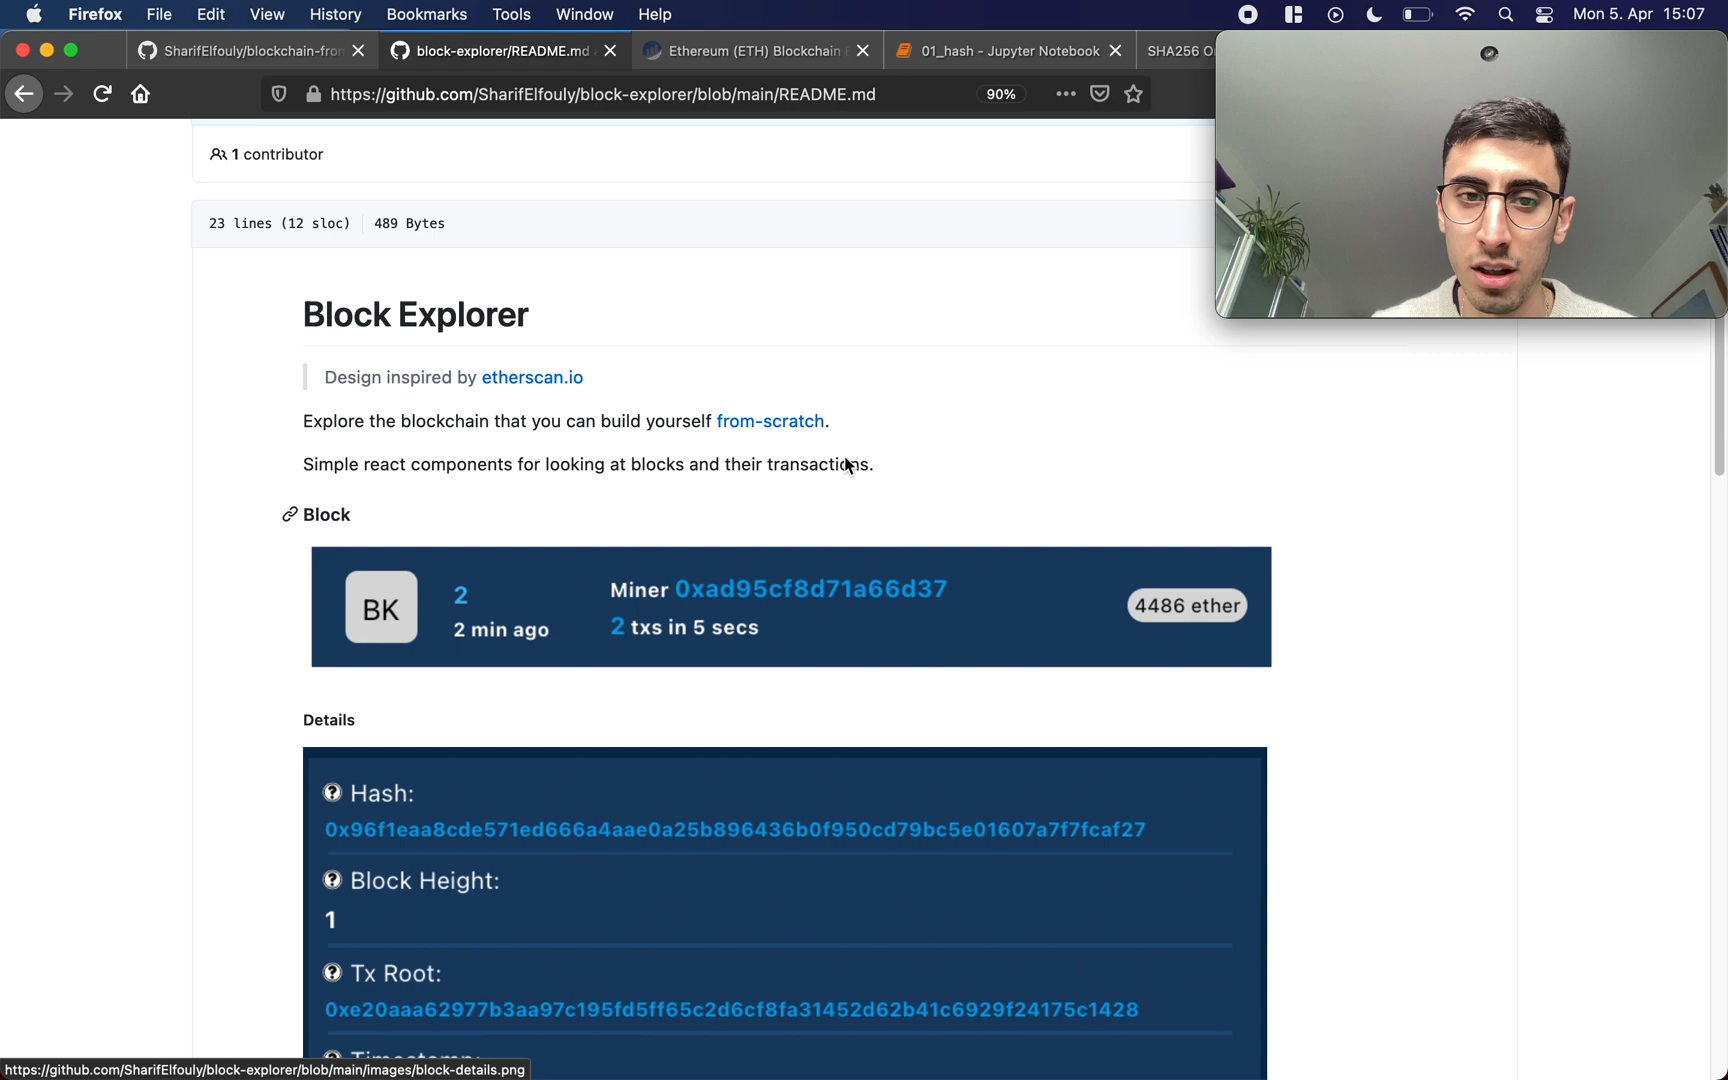 Firefox File Edit View History Bookmarks Tools Window Help Mon 5. Apr 15:07
SharifElfouly/blockchain-fron block-explorer/README.md Ethereum (ETH) Blockchain 01_hash - Jupyter Notebook SHA256 O
https://github.com/SharifElfouly/block-explorer/blob/main/README.md 90%
1 contributor
23 lines (12 sloc) 489 Bytes
Block Explorer
Design inspired by etherscan.io
Explore the blockchain that you can build yourself from-scratch.
Simple react components for looking at blocks and their transactions.
Block
BK 2 Miner 0xad95cf8d71a66d37 4486 ether
2 min ago 2 txs in 5 secs
Details
Hash:
0x96f1eaa8cde571ed666a4aae0a25b896436b0f950cd79bc5e01607a7f7fcaf27
Block Height:
1
Tx Root:
0xe20aaa62977b3aa97c195fd5ff65c2d6cf8fa31452d62b41c6929f24175c1428
https://github.com/SharifElfouly/block-explorer/blob/main/images/block-details.png